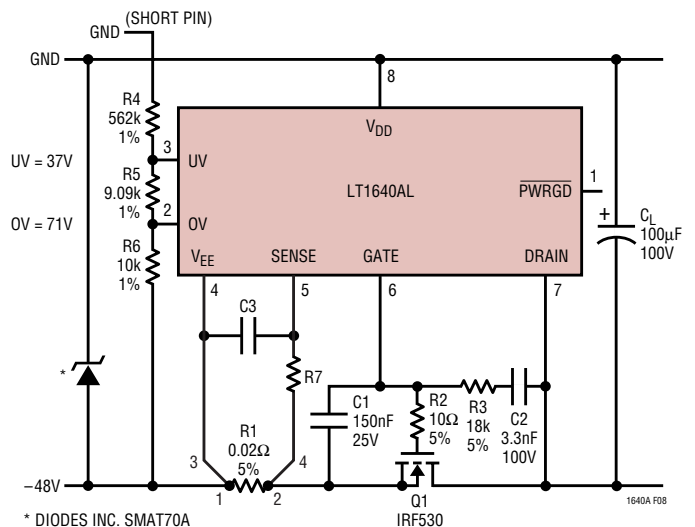 (SHORT PIN)
GND
GND
R4
562k
1%
UV = 37V
R5
9.09k
1%
OV = 71V
R6
10k
1%
3
2
8
VDD
UV
LT1640AL
PWRGD
1
OV
VEE
SENSE
GATE
DRAIN
4
5
6
7
+
CL
100µF
100V
C3
R7
C1
150nF
25V
R2
10Ω
5%
R3
18k
5%
C2
3.3nF
100V
*
R1
0.02Ω
5%
3
4
1
2
−48V
Q1
IRF530
1640A F08
* DIODES INC. SMAT70A